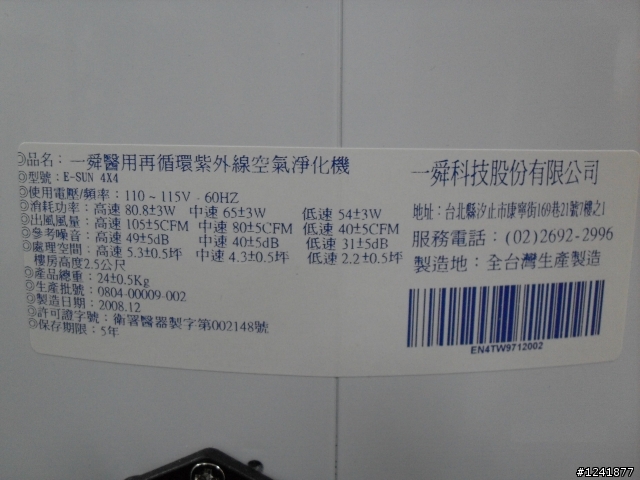 ◎品名：一舜醫用再循環紫外線空氣淨化機
◎型號：E-SUN 4X4
◎使用電壓/頻率：110～115V - 60HZ
◎消耗功率：高速 80.8±3W 中速 65±3W 低速 54±3W
◎出風風量：高速 105±5CFM 中速 80±5CFM 低速 40±5CFM
◎參考噪音：高速 49±5dB 中速 40±5dB 低速 31±5dB
◎處理空間：高速 5.3±0.5坪 中速 4.3±0.5坪 低速 2.2±0.5坪
樓房高度2.5公尺
◎產品總重：24±0.5Kg
◎生產批號：0804-00009-002
◎製造日期：2008.12
◎許可證字號：衛署醫器製字第002148號
◎保存期限：5年
一舜科技股份有限公司
地址：台北縣汐止市康寧街169巷21號7樓之1
服務電話：(02)2692-2996
製造地：全台灣生產製造
EN4TW9712002
#1241877